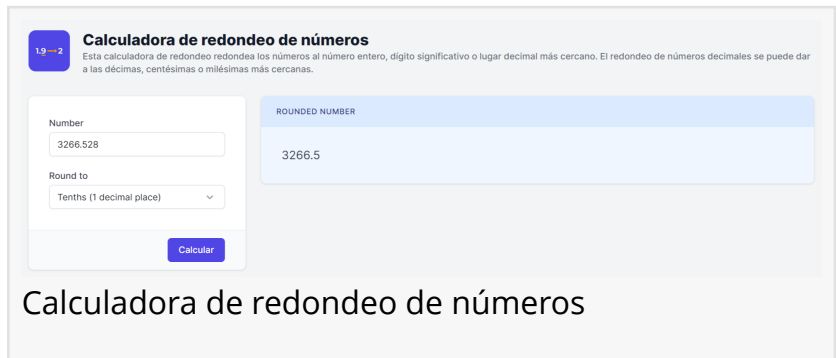 1.9→2
Calculadora de redondeo de números
Esta calculadora de redondeo redondea los números al número entero, dígito significativo o lugar decimal más cercano. El redondeo de números decimales se puede dar
a las décimas, centésimas o milésimas más cercanas.
Number
3266.528
Round to
Tenths (1 decimal place)
Calcular
ROUNDED NUMBER
3266.5
Calculadora de redondeo de números